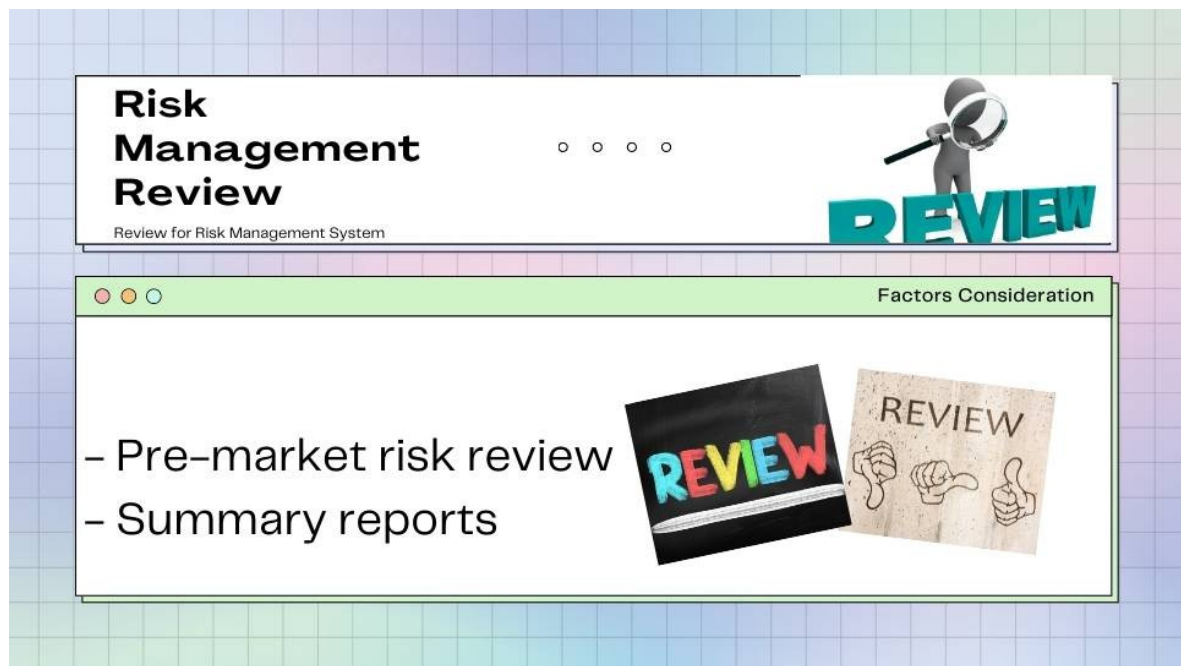 Risk
Management
Review
Review for Risk Management System
REVIEW
Factors Consideration
– Pre–market risk review
– Summary reports
REVIEW
REVIEW